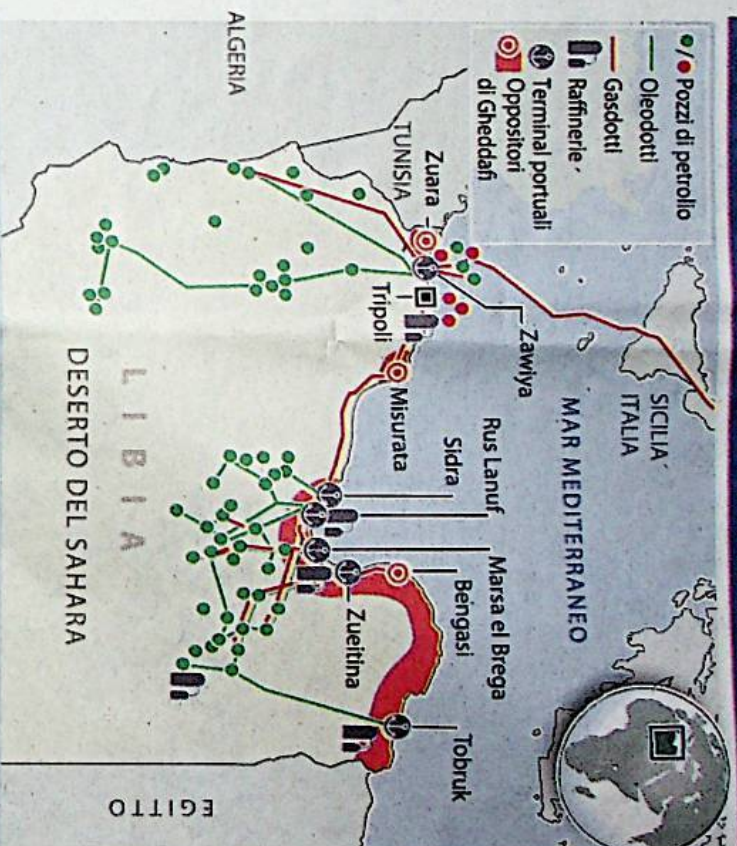 ●/● Pozzi di petrolio
Oleodotti
Gasdotti
Raffinerie
Terminal portuali
Oppositori
di Gheddafi
SICILIA
ITALIA
MAR MEDITERRANEO
TUNISIA
Zuara
Zawiya
Tripoli
Misurata
Sidra
Rus Lanuf
Marsa el Brega
Bengasi
Zueitina
Tobruk
ALGERIA
LIBIA
DESERTO DEL SAHARA
EGITTO